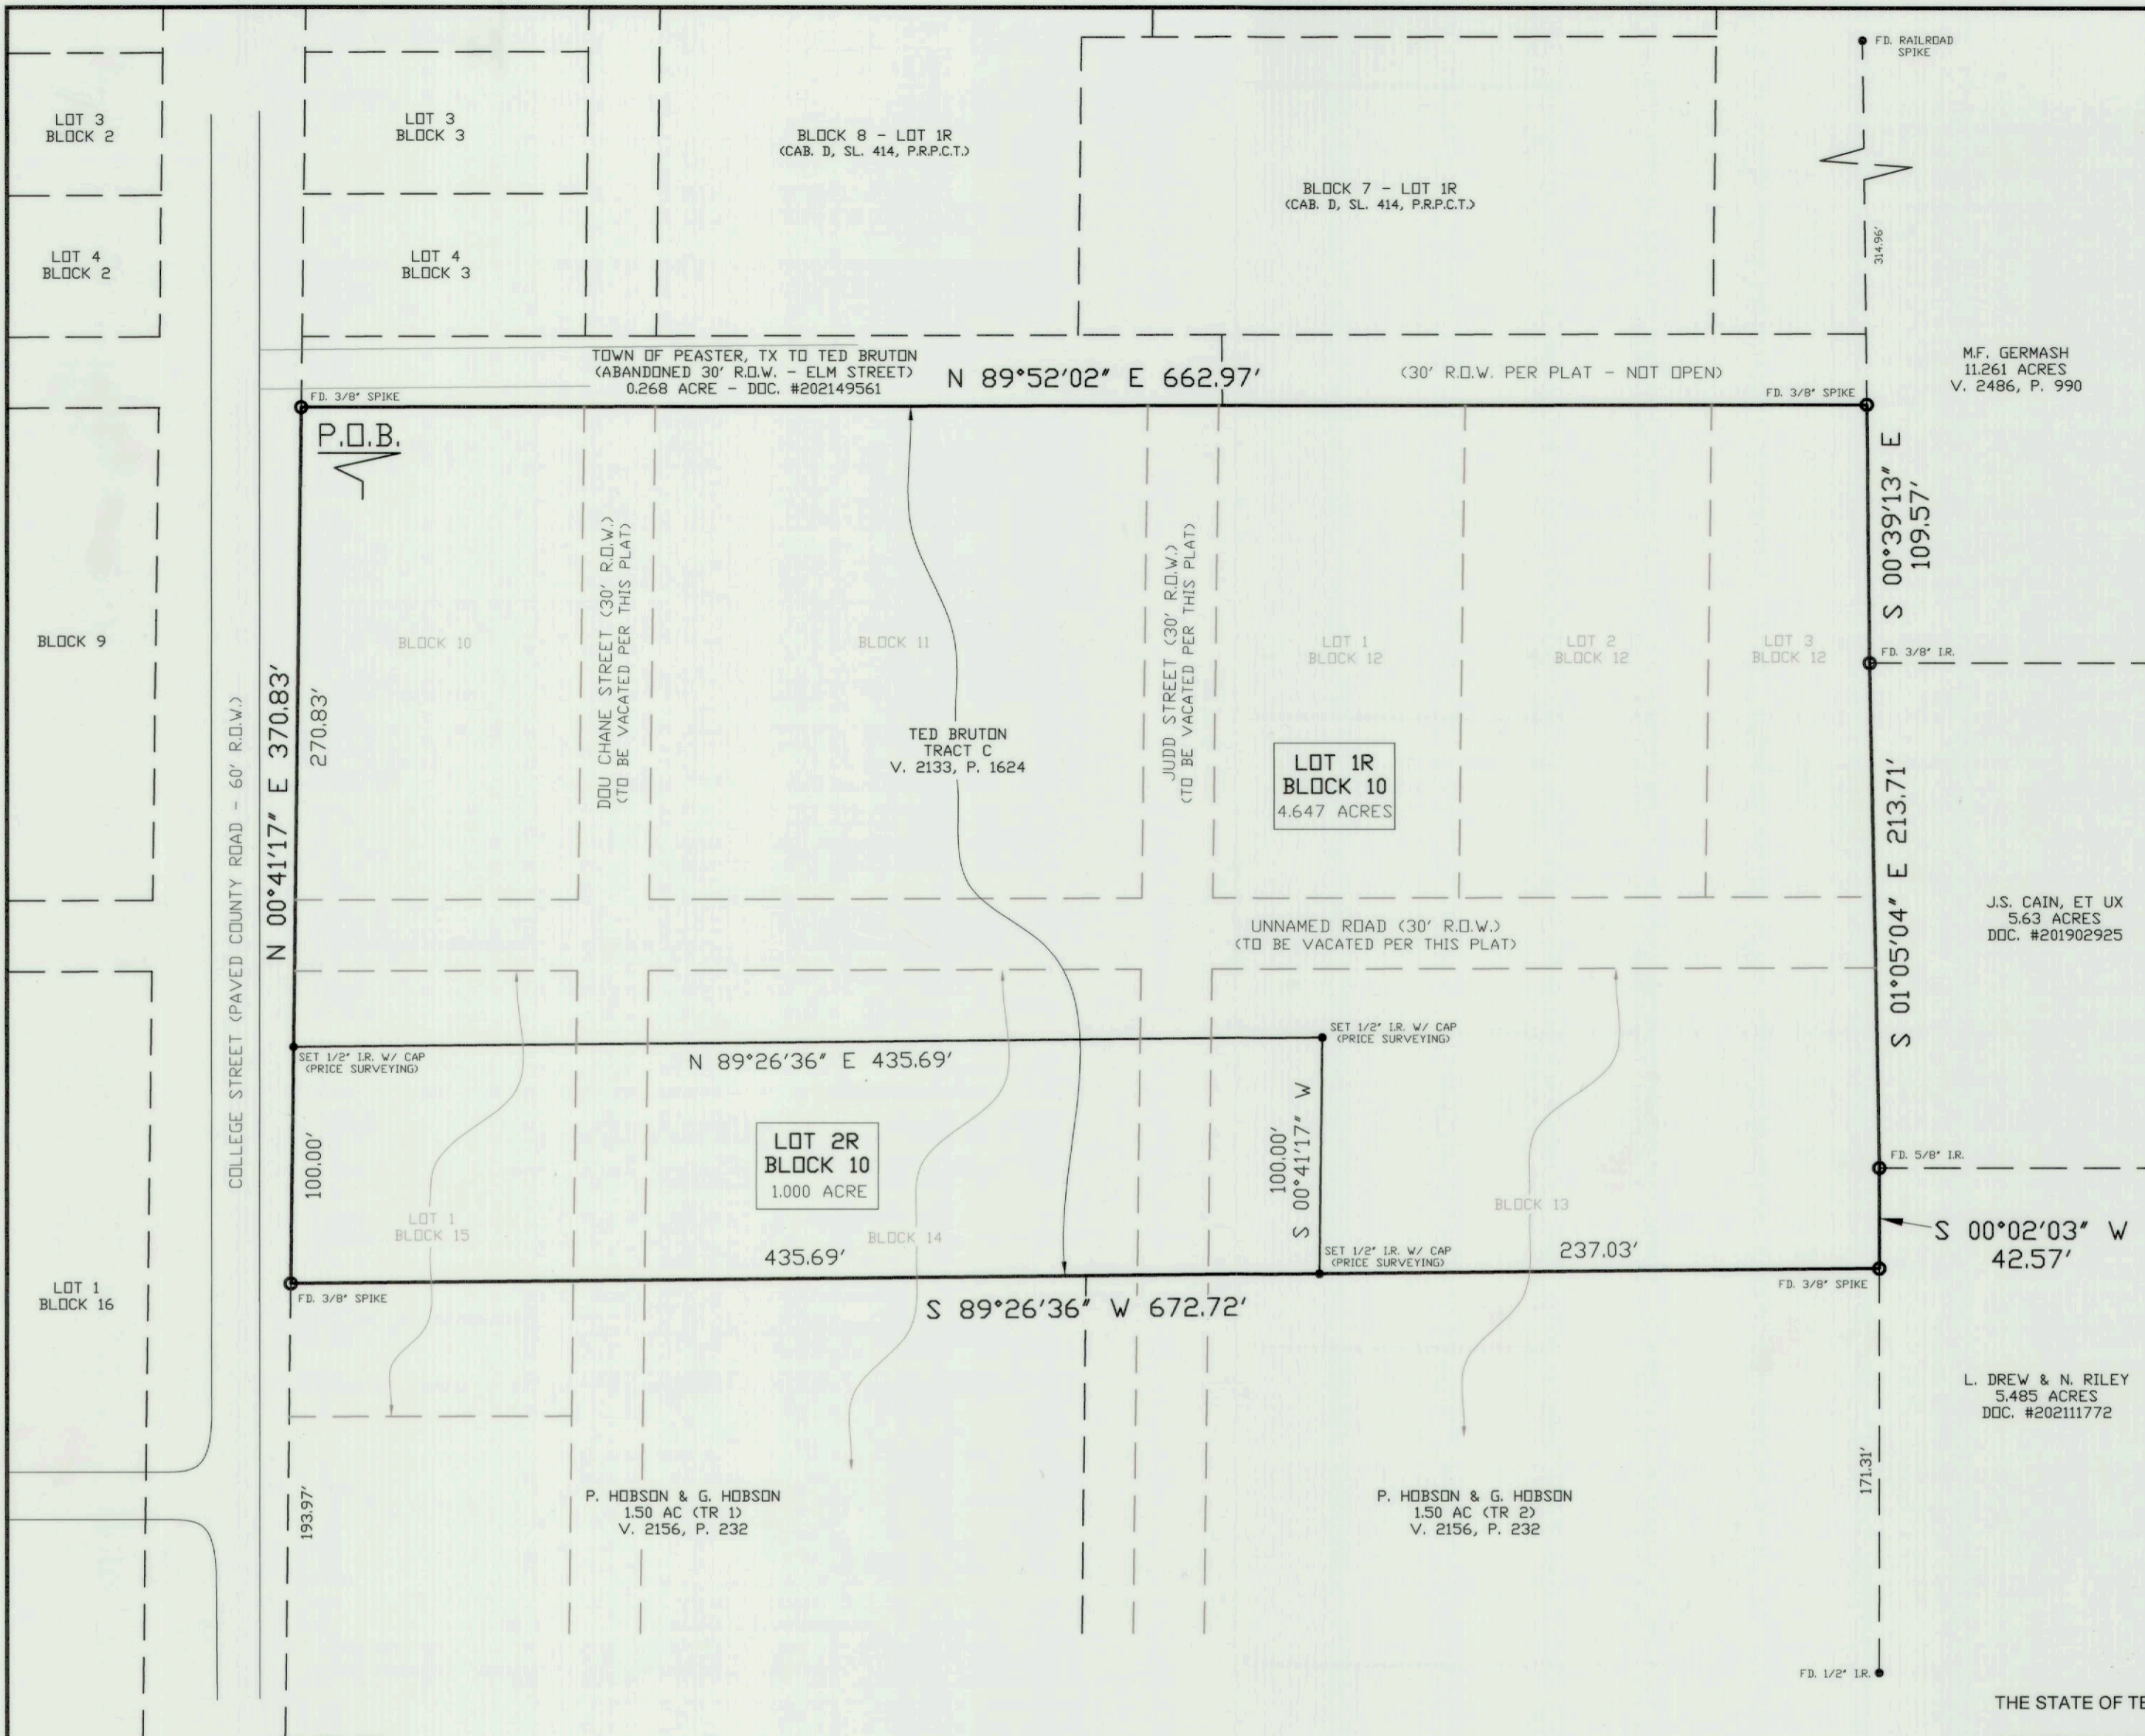 FD. RAILROAD
SPIKE
LOT 3
BLOCK 2
LOT 3
BLOCK 3
BLOCK 8 - LOT 1R
(CAB. D, SL. 414, P.R.P.C.T.)
BLOCK 7 - LOT 1R
(CAB. D, SL. 414, P.R.P.C.T.)
LOT 4
BLOCK 2
LOT 4
BLOCK 3
314.96'
TOWN OF PEASTER, TX TO TED BRUTON
(ABANDONED 30' R.O.W. - ELM STREET)
0.268 ACRE - DOC. #202149561
N 89°52'02" E 662.97'
(30' R.O.W. PER PLAT - NOT OPEN)
M.F. GERMASH
11.261 ACRES
V. 2486, P. 990
FD. 3/8" SPIKE
FD. 3/8" SPIKE
P.O.B.
S 00°39'13" E
109.57'
BLOCK 9
BLOCK 10
DOU CHANE STREET (30' R.O.W.)
(TO BE VACATED PER THIS PLAT)
BLOCK 11
JUDD STREET (30' R.O.W.)
(TO BE VACATED PER THIS PLAT)
LOT 1
BLOCK 12
LOT 2
BLOCK 12
LOT 3
BLOCK 12
FD. 3/8" I.R.
COLLEGE STREET (PAVED COUNTY ROAD - 60' R.O.W.)
N 00°41'17" E 370.83'
270.83'
TED BRUTON
TRACT C
V. 2133, P. 1624
LOT 1R
BLOCK 10
4.647 ACRES
S 01°05'04" E 213.71'
UNNAMED ROAD (30' R.O.W.)
(TO BE VACATED PER THIS PLAT)
J.S. CAIN, ET UX
5.63 ACRES
DOC. #201902925
SET 1/2" I.R. W/ CAP
(PRICE SURVEYING)
N 89°26'36" E 435.69'
SET 1/2" I.R. W/ CAP
(PRICE SURVEYING)
100.00'
LOT 2R
BLOCK 10
1.000 ACRE
100.00'
S 00°41'17" W
FD. 5/8" I.R.
LOT 1
BLOCK 15
BLOCK 14
BLOCK 13
S 00°02'03" W
42.57'
435.69'
SET 1/2" I.R. W/ CAP
(PRICE SURVEYING)
237.03'
LOT 1
BLOCK 16
FD. 3/8" SPIKE
S 89°26'36" W 672.72'
FD. 3/8" SPIKE
L. DREW & N. RILEY
5.485 ACRES
DOC. #202111772
193.97'
P. HOBSON & G. HOBSON
1.50 AC (TR 1)
V. 2156, P. 232
P. HOBSON & G. HOBSON
1.50 AC (TR 2)
V. 2156, P. 232
171.31'
FD. 1/2" I.R.
THE STATE OF TE